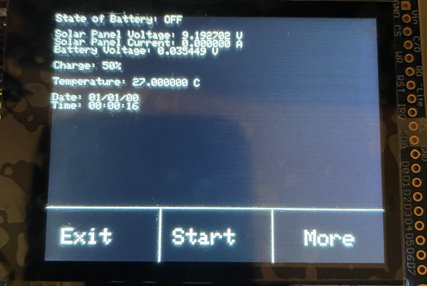 State of Battery: OFF
Solar Panel Voltage: 9.192702 V
Solar Panel Current: 0.000000 A
Battery Voltage: 0.035449 V
Charge: 50%
Temperature: 27.000000 C
Date: 01/01/00
Time: 00:00:16
Exit
Start
More